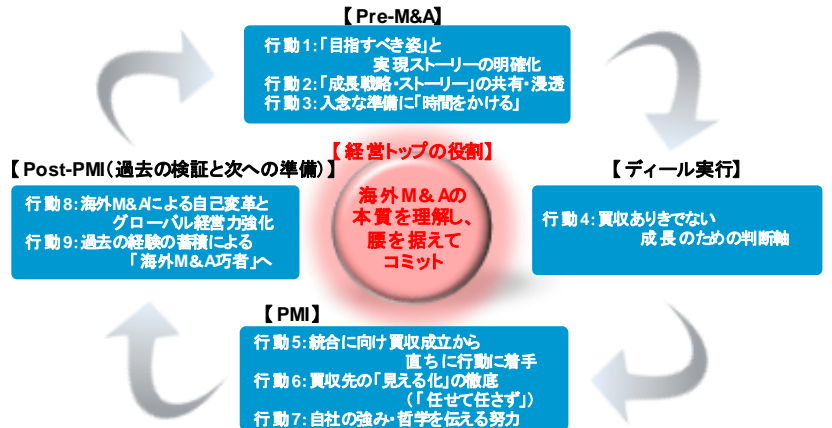 【Pre-M&A】
行動1:「目指すべき姿」と
実現ストーリーの明確化
行動2:「成長戦略・ストーリー」の共有・浸透
行動3:入念な準備に「時間をかける」
【経営トップの役割】
海外M&Aの
本質を理解し、
腰を据えて
コミット
【ディール実行】
行動4:買収ありきでない
成長のための判断軸
【PMI】
行動5:統合に向け買収成立から
直ちに行動に着手
行動6:買収先の「見える化」の徹底
(「任せて任さず」)
行動7:自社の強み・哲学を伝える努力
【Post-PMI(過去の検証と次への準備)】
行動8:海外M&Aによる自己変革と
グローバル経営力強化
行動9:過去の経験の蓄積による
「海外M&A巧者」へ